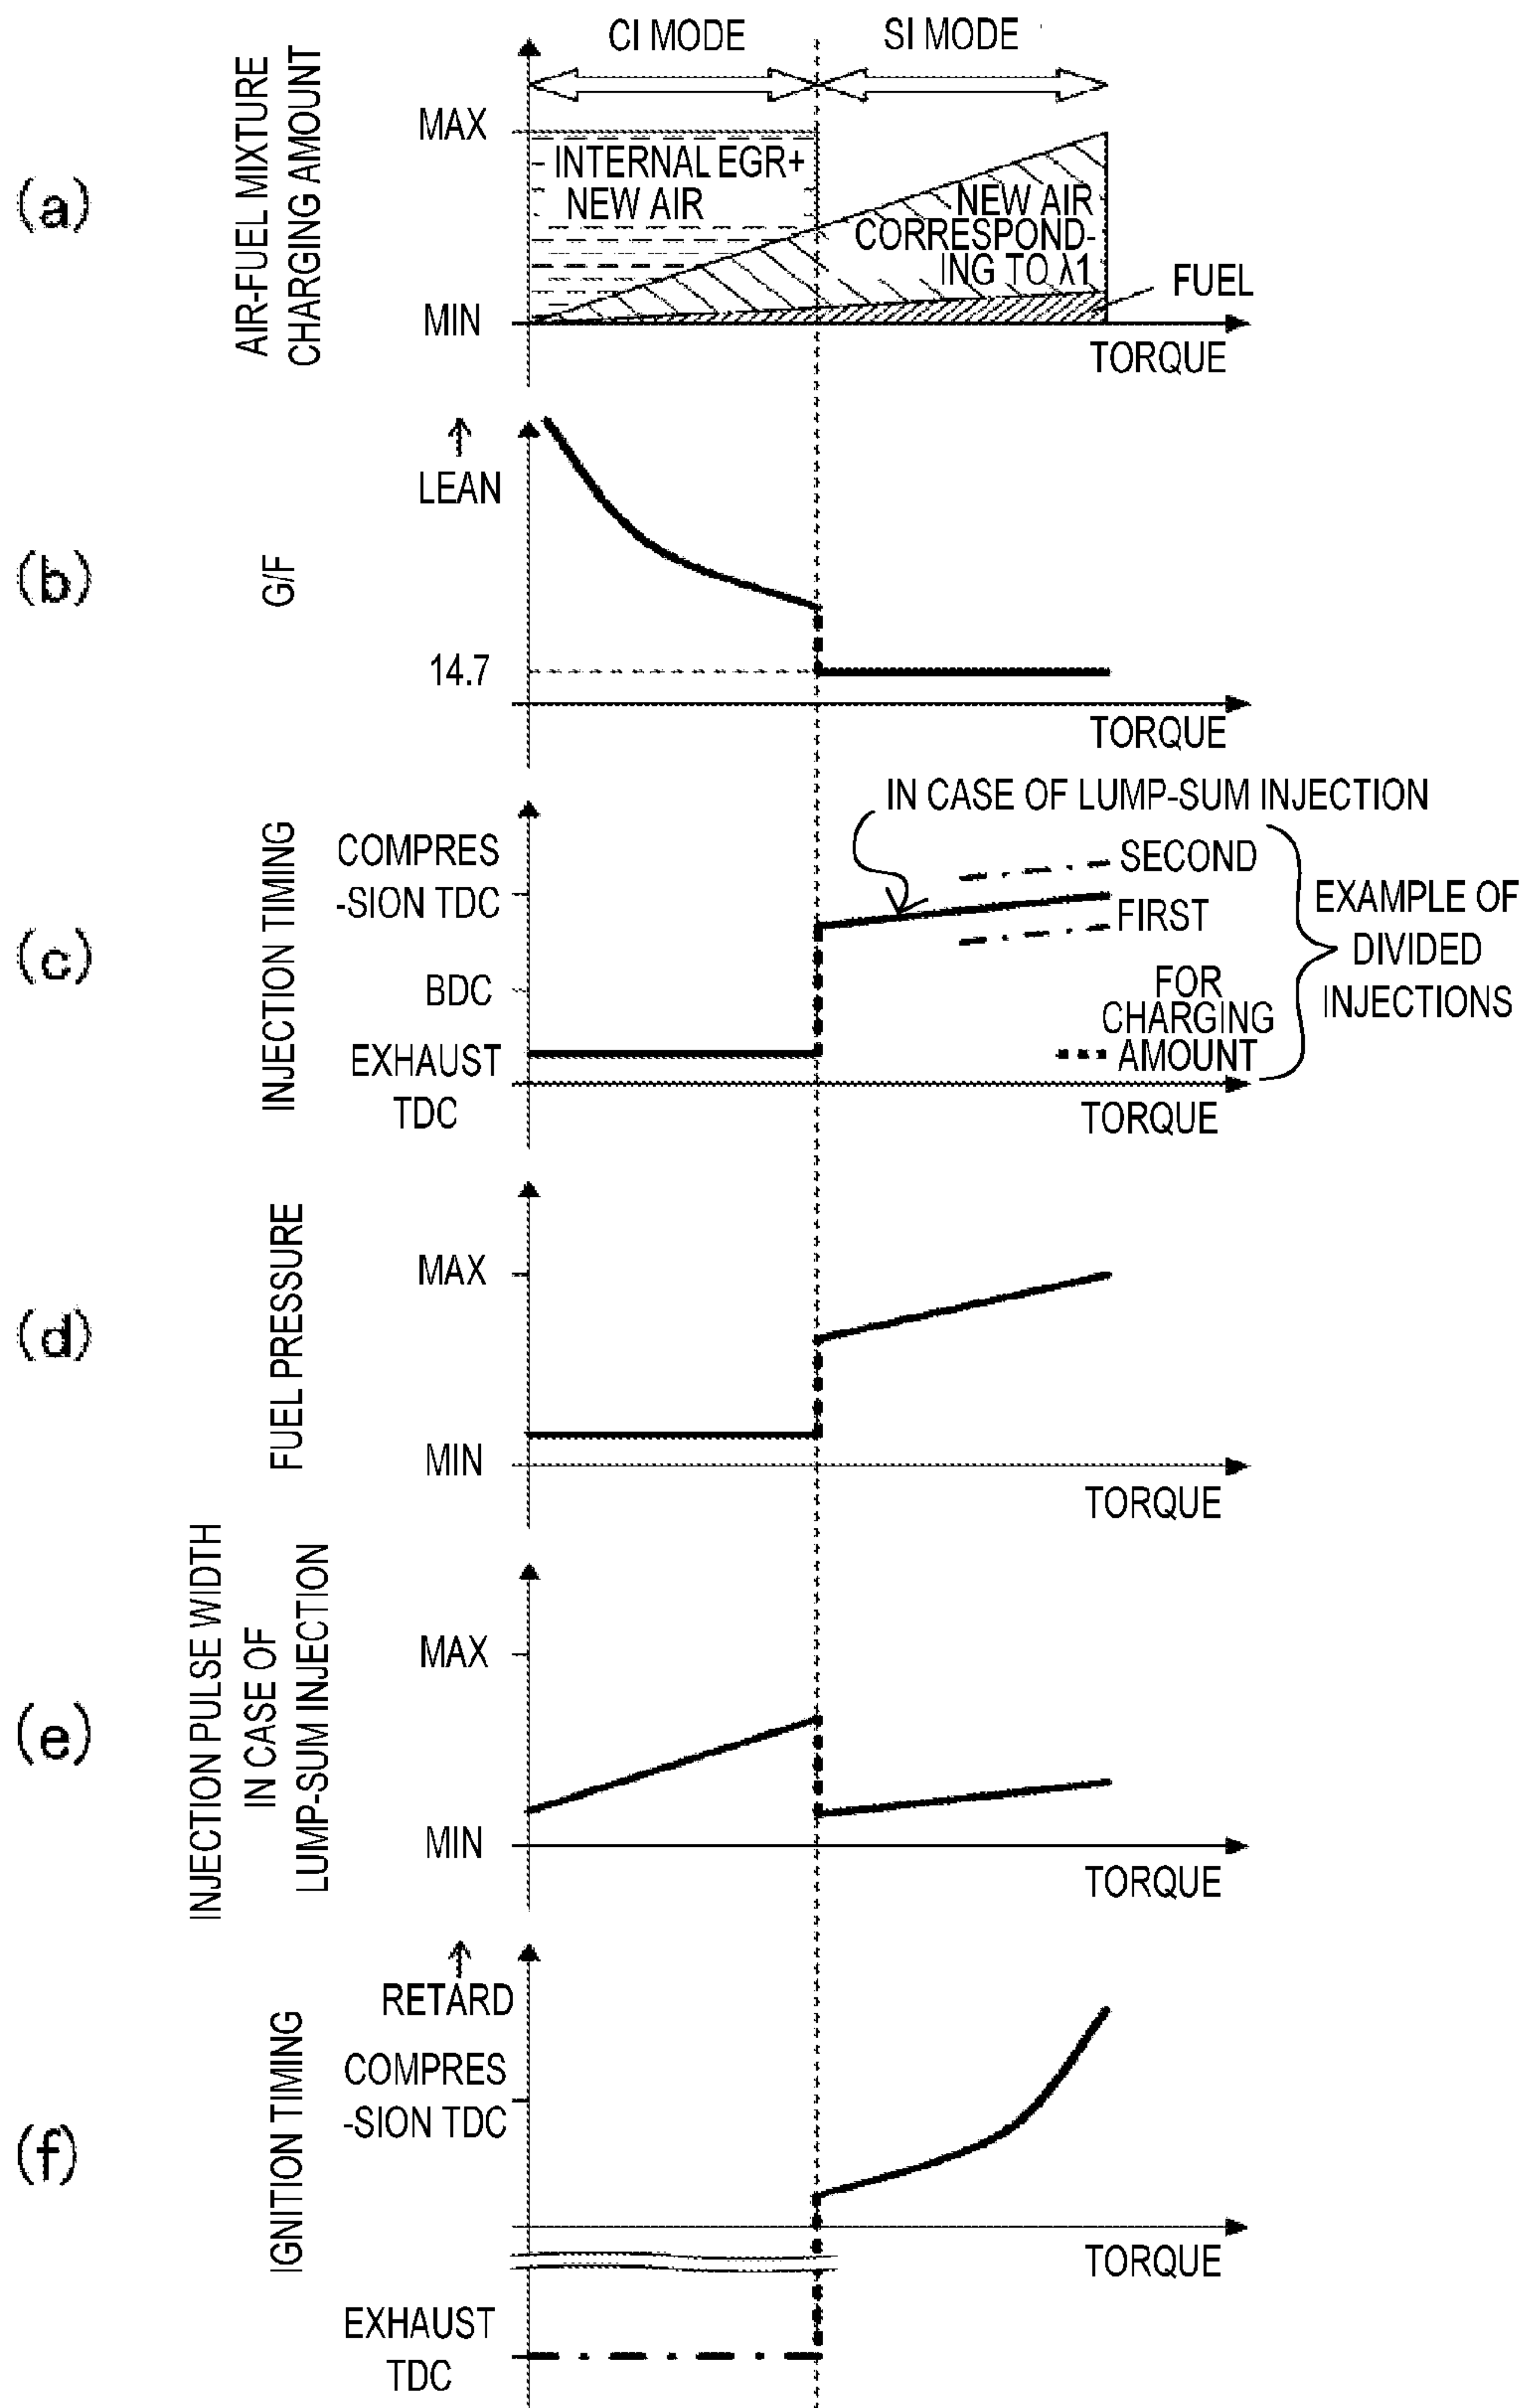 CI MODE
SI MODE
(a)
AIR-FUEL MIXTURE
CHARGING AMOUNT
MAX
INTERNAL EGR+
NEW AIR
NEW AIR
CORRESPOND-
ING TO λ1
FUEL
MIN
TORQUE
(b)
G/F
↑
LEAN
14.7
TORQUE
(c)
INJECTION TIMING
IN CASE OF LUMP-SUM INJECTION
COMPRES
-SION TDC
SECOND
FIRST
EXAMPLE OF
DIVIDED
INJECTIONS
BDC
FOR
CHARGING
AMOUNT
EXHAUST
TDC
TORQUE
(d)
FUEL PRESSURE
MAX
MIN
TORQUE
(e)
INJECTION PULSE WIDTH
IN CASE OF
LUMP-SUM INJECTION
MAX
MIN
TORQUE
(f)
IGNITION TIMING
↑
RETARD
COMPRES
-SION TDC
TORQUE
EXHAUST
TDC